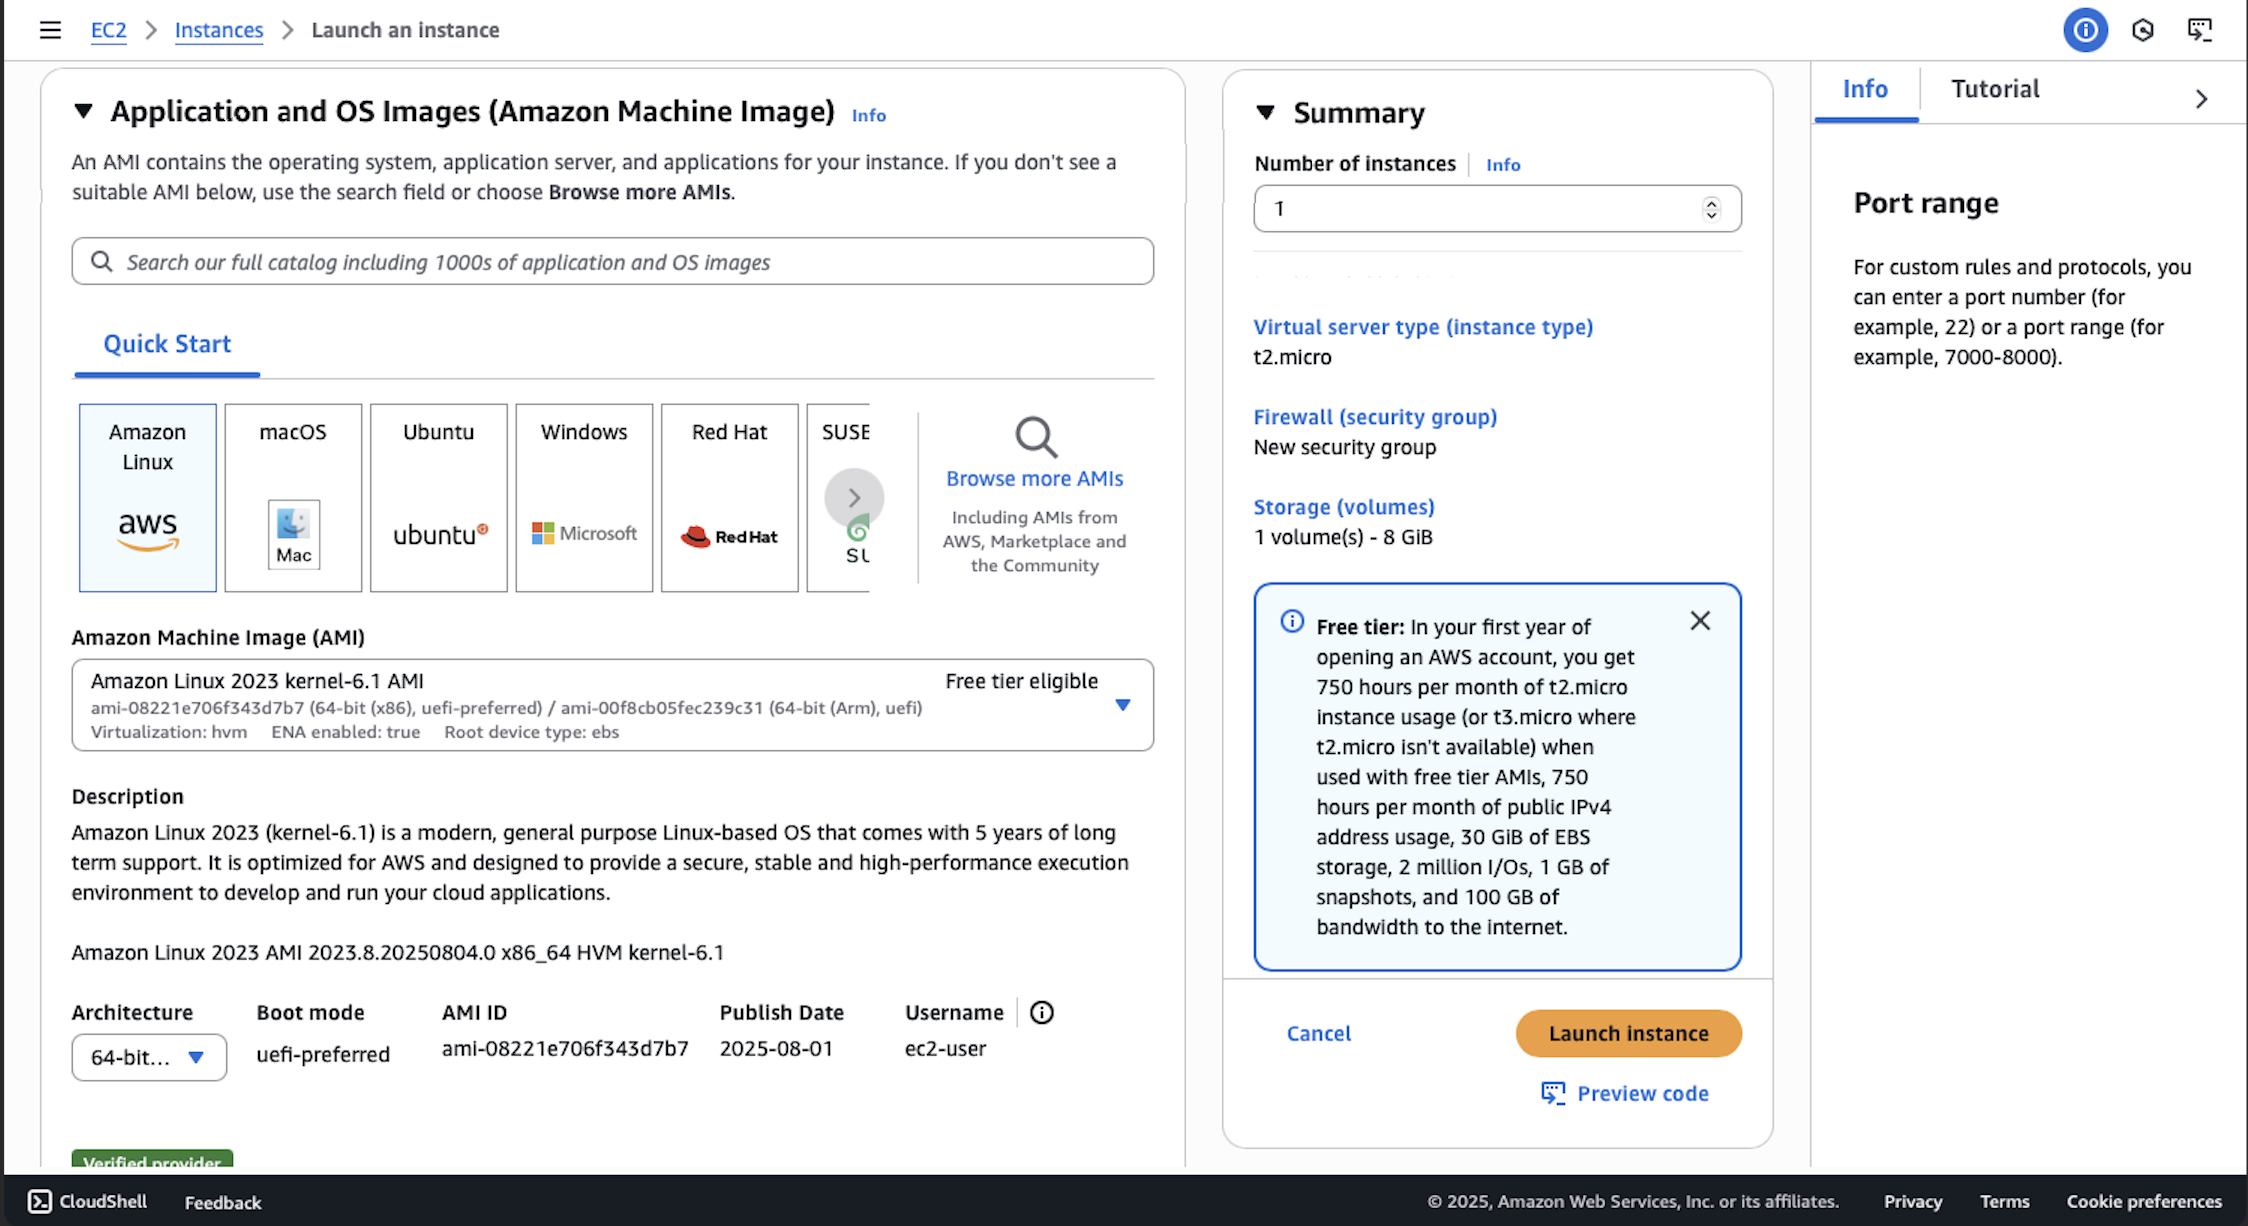 EC2 > Instances > Launch an instance
Application and OS Images (Amazon Machine Image) Info
An AMI contains the operating system, application server, and applications for your instance. If you don't see a
suitable AMI below, use the search field or choose Browse more AMIs.
Search our full catalog including 1000s of application and OS images
Quick Start
Amazon
Linux
aws
macOS
Mac
Ubuntu
ubuntu
Windows
Microsoft
Red Hat
Red Hat
SUSE
SU
Browse more AMIs
Including AMIs from
AWS, Marketplace and
the Community
Amazon Machine Image (AMI)
Amazon Linux 2023 kernel-6.1 AMI
Free tier eligible
ami-08221e706f343d7b7 (64-bit (x86), uefi-preferred) / ami-00f8cb05fec239c31 (64-bit (Arm), uefi)
Virtualization: hvm ENA enabled: true Root device type: ebs
Description
Amazon Linux 2023 (kernel-6.1) is a modern, general purpose Linux-based OS that comes with 5 years of long
term support. It is optimized for AWS and designed to provide a secure, stable and high-performance execution
environment to develop and run your cloud applications.
Amazon Linux 2023 AMI 2023.8.20250804.0 x86_64 HVM kernel-6.1
Architecture Boot mode AMI ID Publish Date Username
64-bit... uefi-preferred ami-08221e706f343d7b7 2025-08-01 ec2-user
Verified provider
Summary
Number of instances Info
1
Virtual server type (instance type)
t2.micro
Firewall (security group)
New security group
Storage (volumes)
1 volume(s) - 8 GiB
Free tier: In your first year of
opening an AWS account, you get
750 hours per month of t2.micro
instance usage (or t3.micro where
t2.micro isn't available) when
used with free tier AMIs, 750
hours per month of public IPv4
address usage, 30 GiB of EBS
storage, 2 million I/Os, 1 GB of
snapshots, and 100 GB of
bandwidth to the internet.
Cancel
Launch instance
Preview code
Info
Tutorial
Port range
For custom rules and protocols, you
can enter a port number (for
example, 22) or a port range (for
example, 7000-8000).
CloudShell Feedback © 2025, Amazon Web Services, Inc. or its affiliates. Privacy Terms Cookie preferences